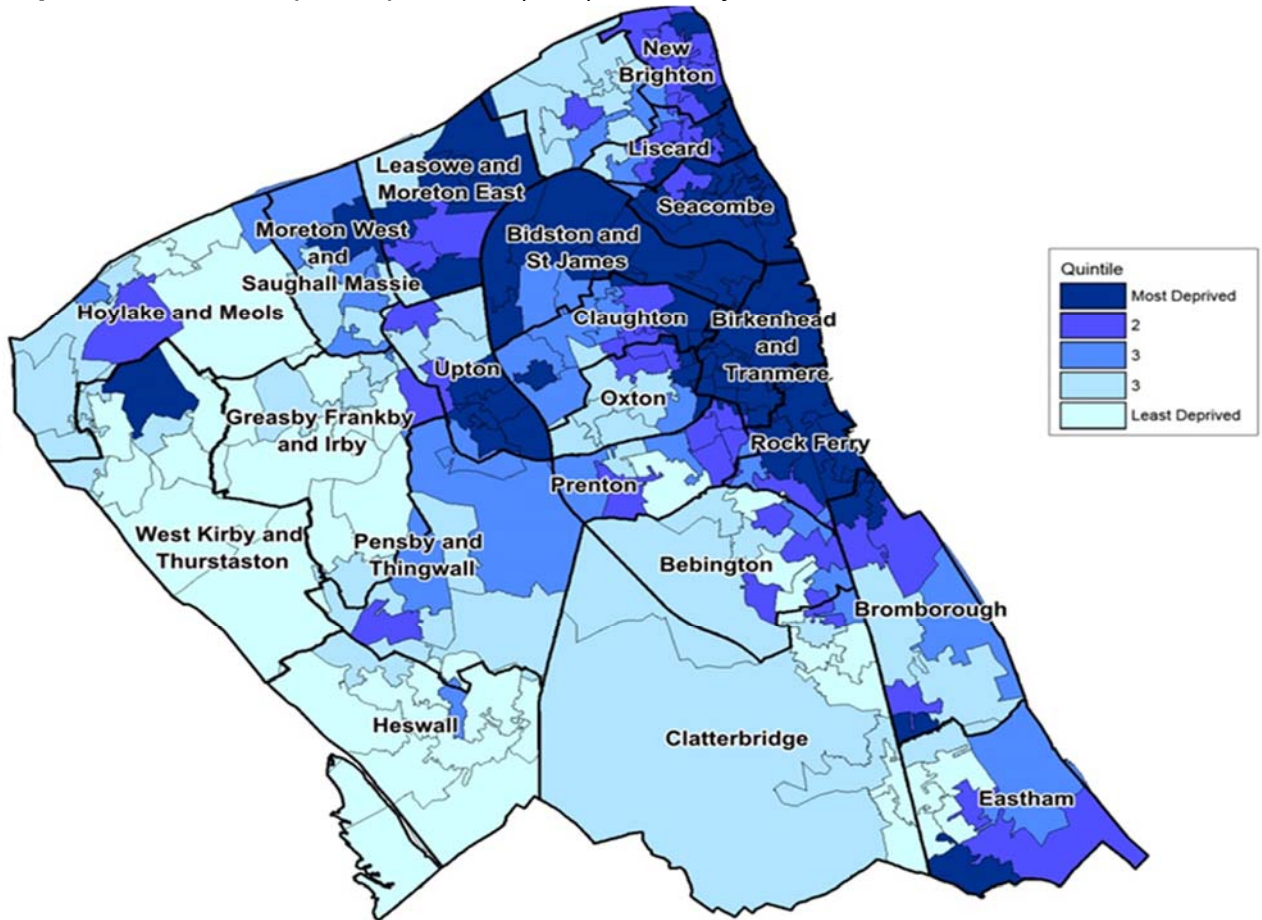 New
Brighton
Liscard
Leasowe and
Moreton East
Seacombe
Moreton West
and
Saughall Massie
Bidston and
St James
Hoylake and Meols
Claughton
Birkenhead
and
Tranmere
Upton
Oxton
Greasby Frankby
and Irby
Rock Ferry
Prenton
West Kirby and
Thurstaston
Pensby and
Thingwall
Bebington
Bromborough
Heswall
Clatterbridge
Eastham
Quintile
Most Deprived
2
3
3
Least Deprived